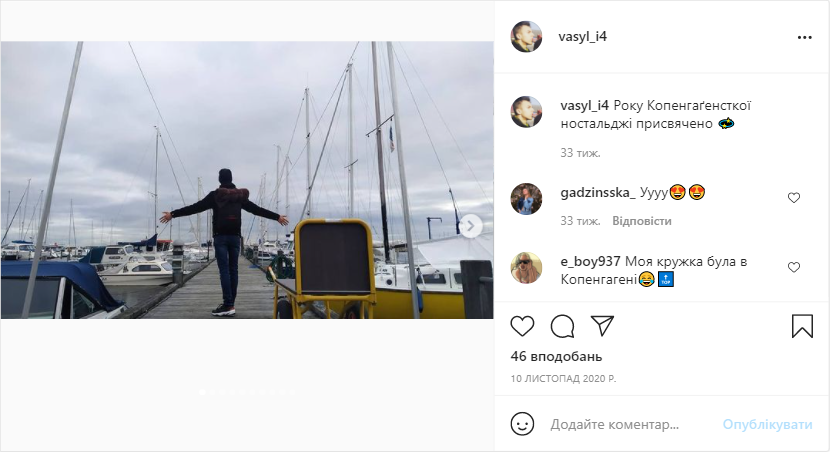 vasyl_i4
vasyl_i4 Року Копенгаґенсткої
ностальджі присвячено 💫
33 тиж.
gadzinsska_ Уууу😍😍
33 тиж. Відповісти
e_boy937 Моя кружка була в
Копенгагені😂🔝
46 вподобань
10 ЛИСТОПАД 2020 Р.
Додайте коментар... Опублікувати